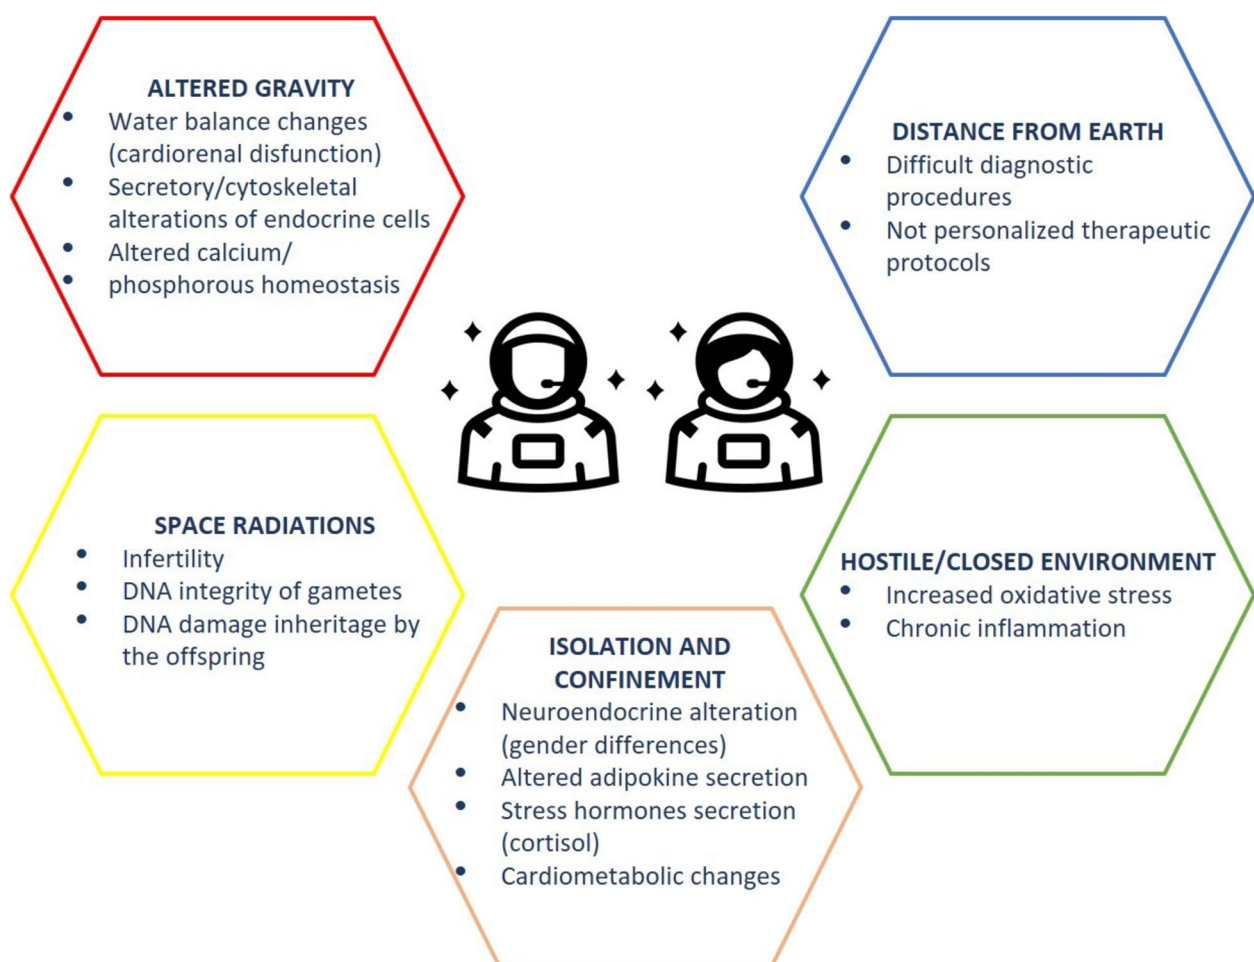 ALTERED GRAVITY
• Water balance changes
(cardiorenal disfunction)
• Secretory/cytoskeletal
alterations of endocrine cells
• Altered calcium/
• phosphorous homeostasis
DISTANCE FROM EARTH
• Difficult diagnostic
procedures
• Not personalized therapeutic
protocols
SPACE RADIATIONS
• Infertility
• DNA integrity of gametes
• DNA damage inheritage by
the offspring
HOSTILE/CLOSED ENVIRONMENT
• Increased oxidative stress
• Chronic inflammation
ISOLATION AND
CONFINEMENT
• Neuroendocrine alteration
(gender differences)
• Altered adipokine secretion
• Stress hormones secretion
(cortisol)
• Cardiometabolic changes